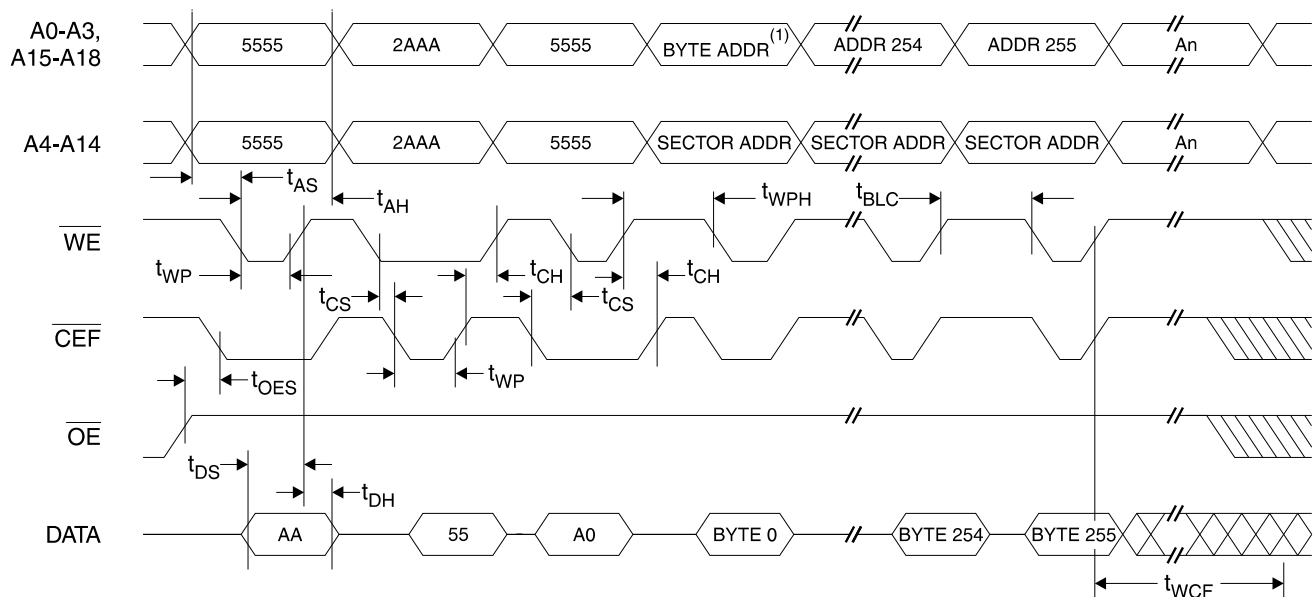 A0-A3,
A15-A18
5555 2AAA 5555 BYTE ADDR(1) ADDR 254 ADDR 255 An
A4-A14
5555 2AAA 5555 SECTOR ADDR SECTOR ADDR SECTOR ADDR An
tAS tAH tWPH tBLC
WE
tWP tCS tCH tCS tCH
CEF
tOES tWP
OE
tDS tDH
DATA
AA 55 A0 BYTE 0 BYTE 254 BYTE 255
tWCF